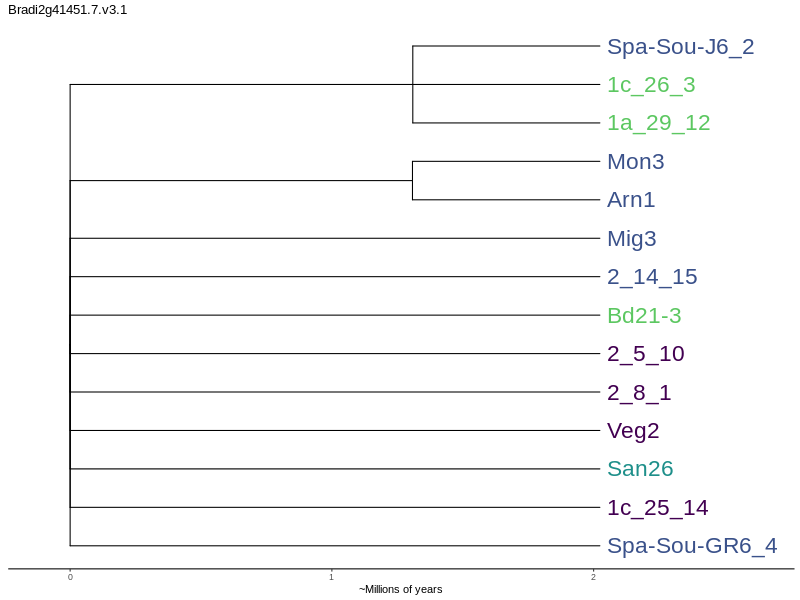 Bradi2g41451.7.v3.1
Spa-Sou-J6_2
1c_26_3
1a_29_12
Mon3
Arn1
Mig3
2_14_15
Bd21-3
2_5_10
2_8_1
Veg2
San26
1c_25_14
Spa-Sou-GR6_4
0 1 2
~Millions of years